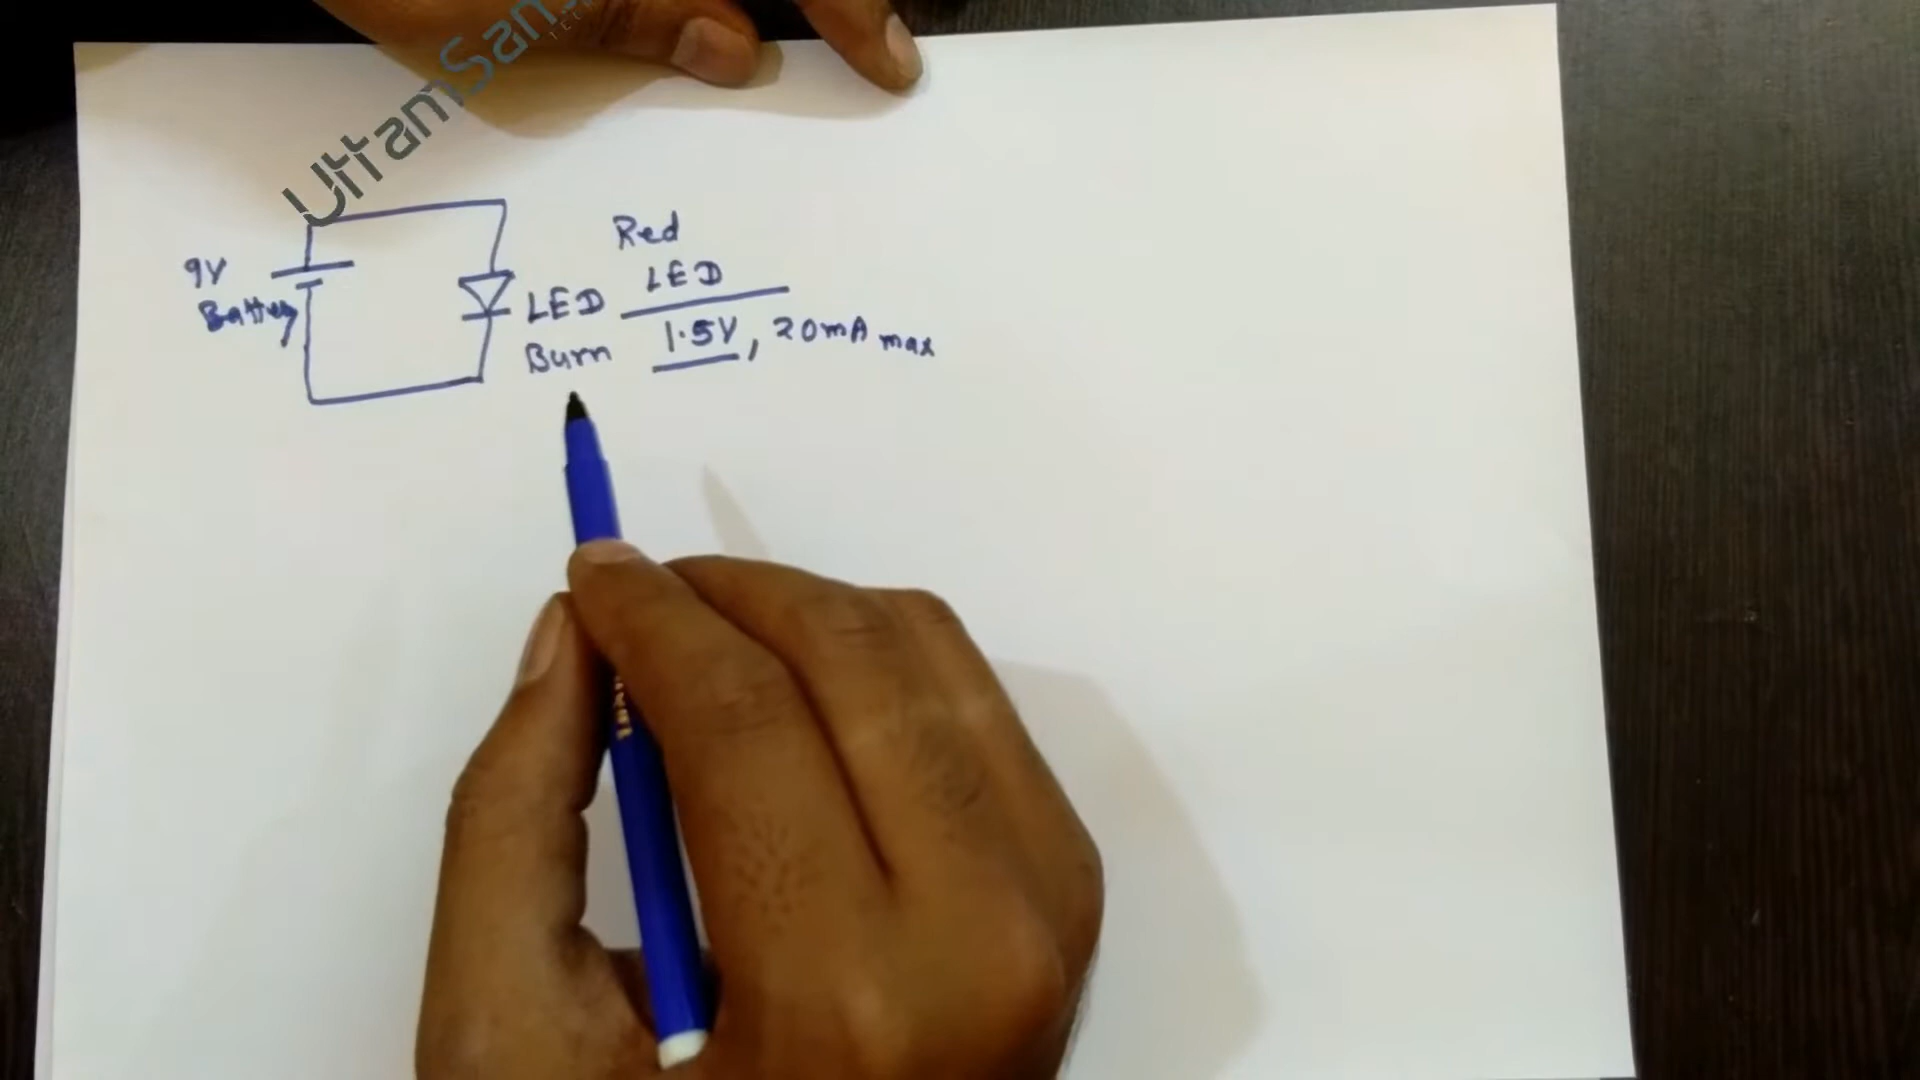 UttamSam
9V
Battery
LED
Burn
Red
LED
1.5V, 20mA max